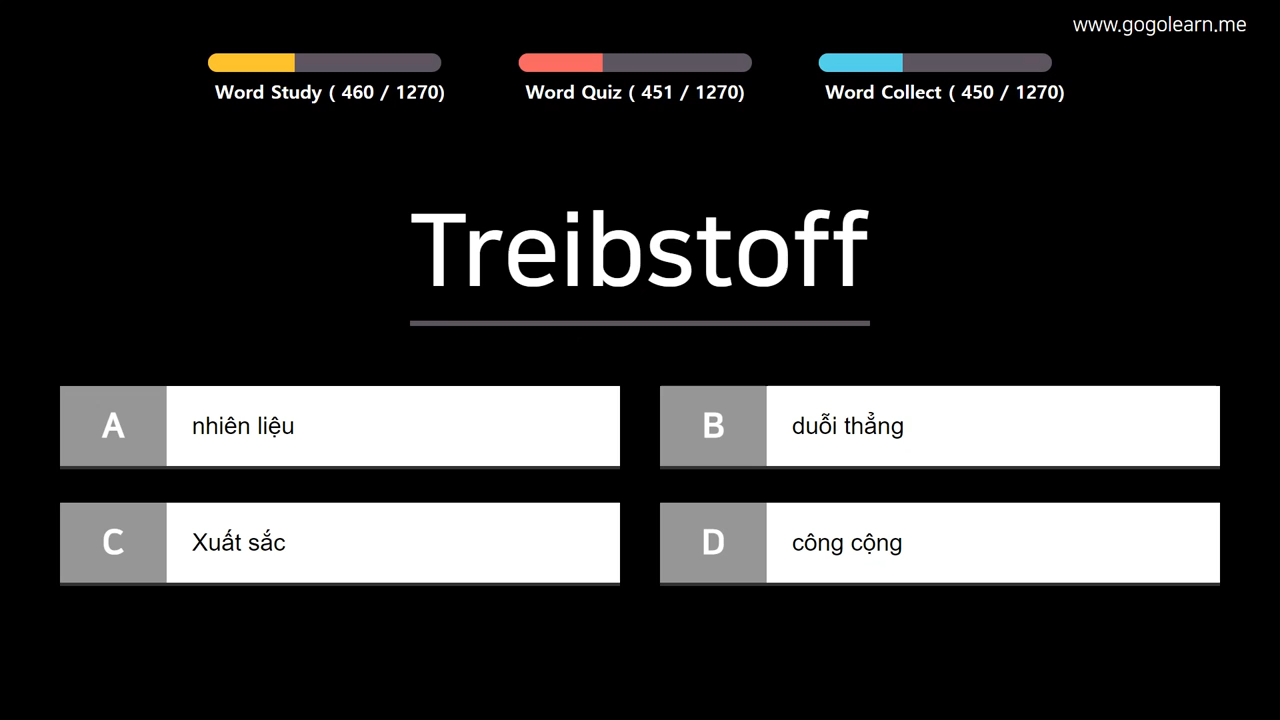 www.gogolearn.me
Word Study ( 460 / 1270)
Word Quiz ( 451 / 1270)
Word Collect ( 450 / 1270)
Treibstoff
A
nhiên liệu
B
duỗi thẳng
C
Xuất sắc
D
công cộng